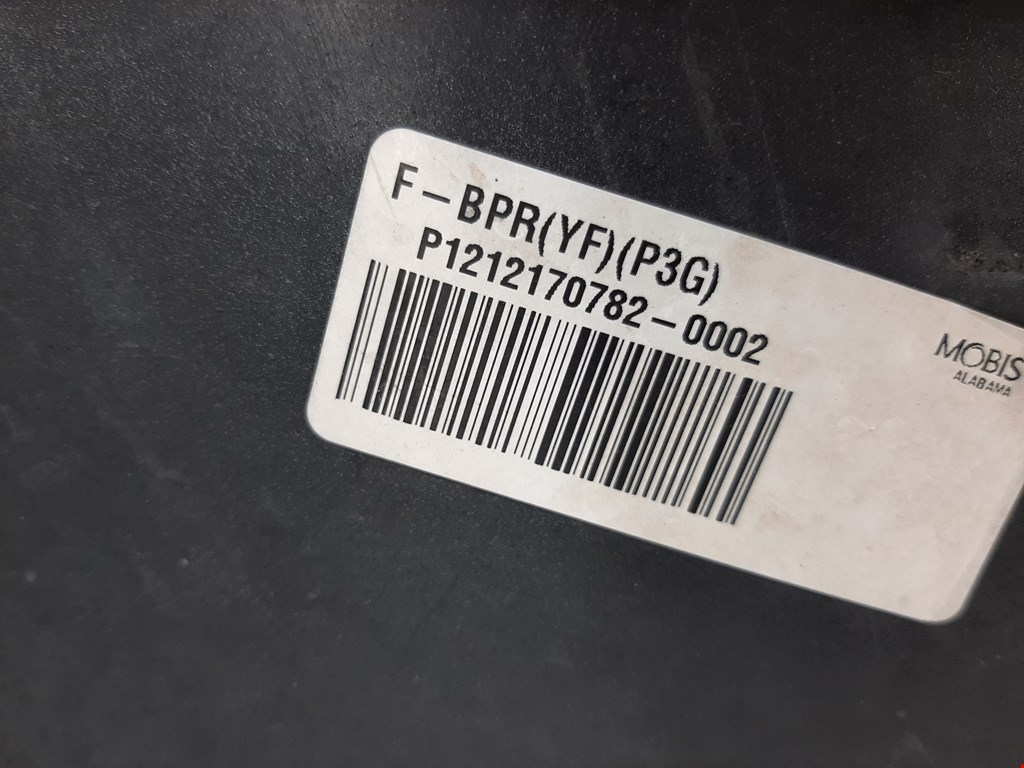 F-BPR(YF)(P3G)
P1212170782-0002
MOBIS
ALABAMA